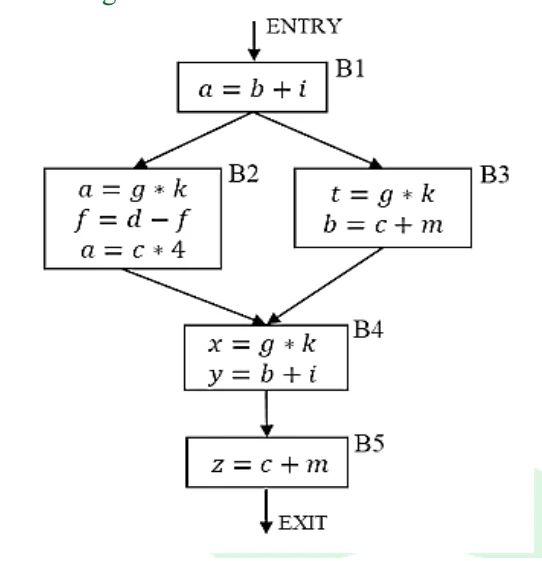 ENTRY
B1
a = b + i
B2
a = g * k
f = d − f
a = c * 4
B3
t = g * k
b = c + m
B4
x = g * k
y = b + i
B5
z = c + m
EXIT